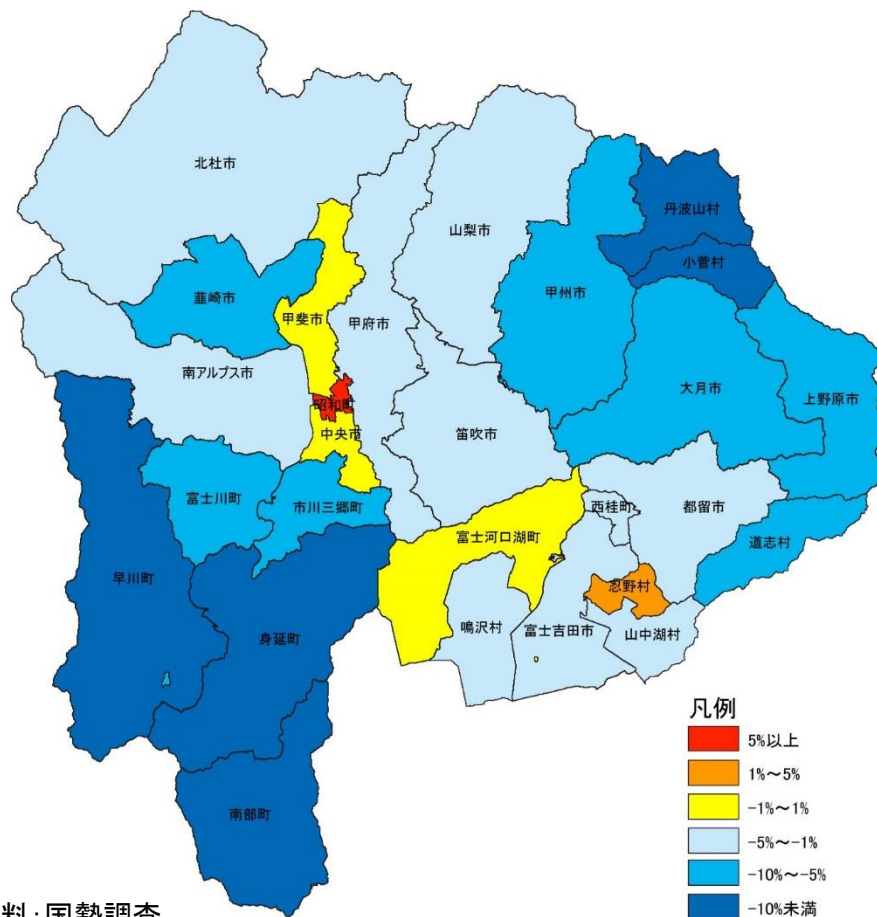 北杜市
丹波山村
山梨市
小菅村
甲州市
韮崎市
甲斐市
甲府市
南アルプス市
大月市
上野原市
昭和町
中央市
笛吹市
富士川町
市川三郷町
西桂町
都留市
富士河口湖町
道志村
早川町
忍野村
身延町
鳴沢村
富士吉田市
山中湖村
南部町
凡例
5%以上
1%～5%
-1%～1%
-5%～-1%
-10%～-5%
-10%未満
料：国勢調査